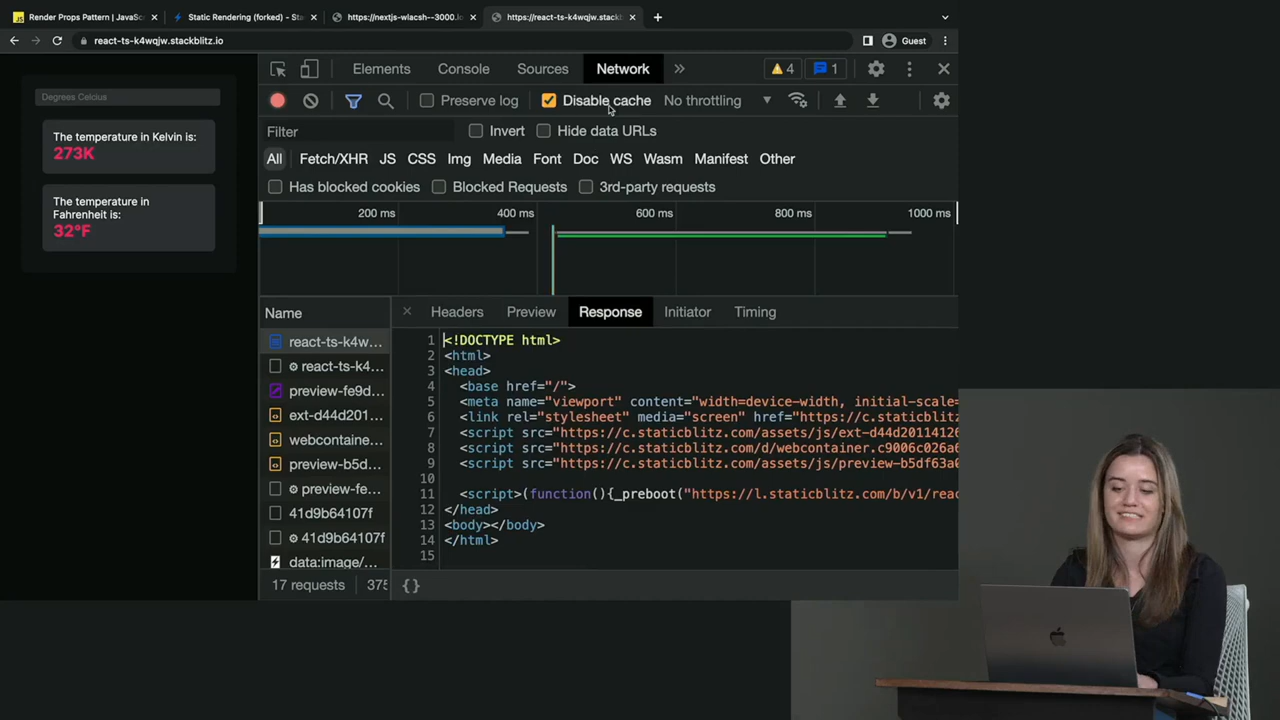 Render Props Pattern | JavaSc
Static Rendering (forked) - Sta
https://nextjs-wlacsh--3000.lo
https://react-ts-k4wqjw.stackb
react-ts-k4wqjw.stackblitz.io
Guest
Degrees Celcius
The temperature in Kelvin is:
273K
The temperature in
Fahrenheit is:
32°F
Elements
Console
Sources
Network
4
1
Preserve log
Disable cache
No throttling
Filter
Invert
Hide data URLs
All
Fetch/XHR
JS
CSS
Img
Media
Font
Doc
WS
Wasm
Manifest
Other
Has blocked cookies
Blocked Requests
3rd-party requests
200 ms
400 ms
600 ms
800 ms
1000 ms
Name
react-ts-k4w...
react-ts-k4...
preview-fe9d...
ext-d44d201...
webcontaine...
preview-b5d...
preview-fe...
41d9b64107f
41d9b64107f
data:image/...
17 requests
375
Headers
Preview
Response
Initiator
Timing
1 <!DOCTYPE html>
2 <html>
3 <head>
4 <base href="/">
5 <meta name="viewport" content="width=device-width, initial-scale=
6 <link rel="stylesheet" media="screen" href="https://c.staticblitz
7 <script src="https://c.staticblitz.com/assets/js/ext-d44d20114126
8 <script src="https://c.staticblitz.com/d/webcontainer.c9006c026a6
9 <script src="https://c.staticblitz.com/assets/js/preview-b5df63a0
10
11 <script>(function(){_preboot("https://l.staticblitz.com/b/v1/reac
12 </head>
13 <body></body>
14 </html>
15
{}